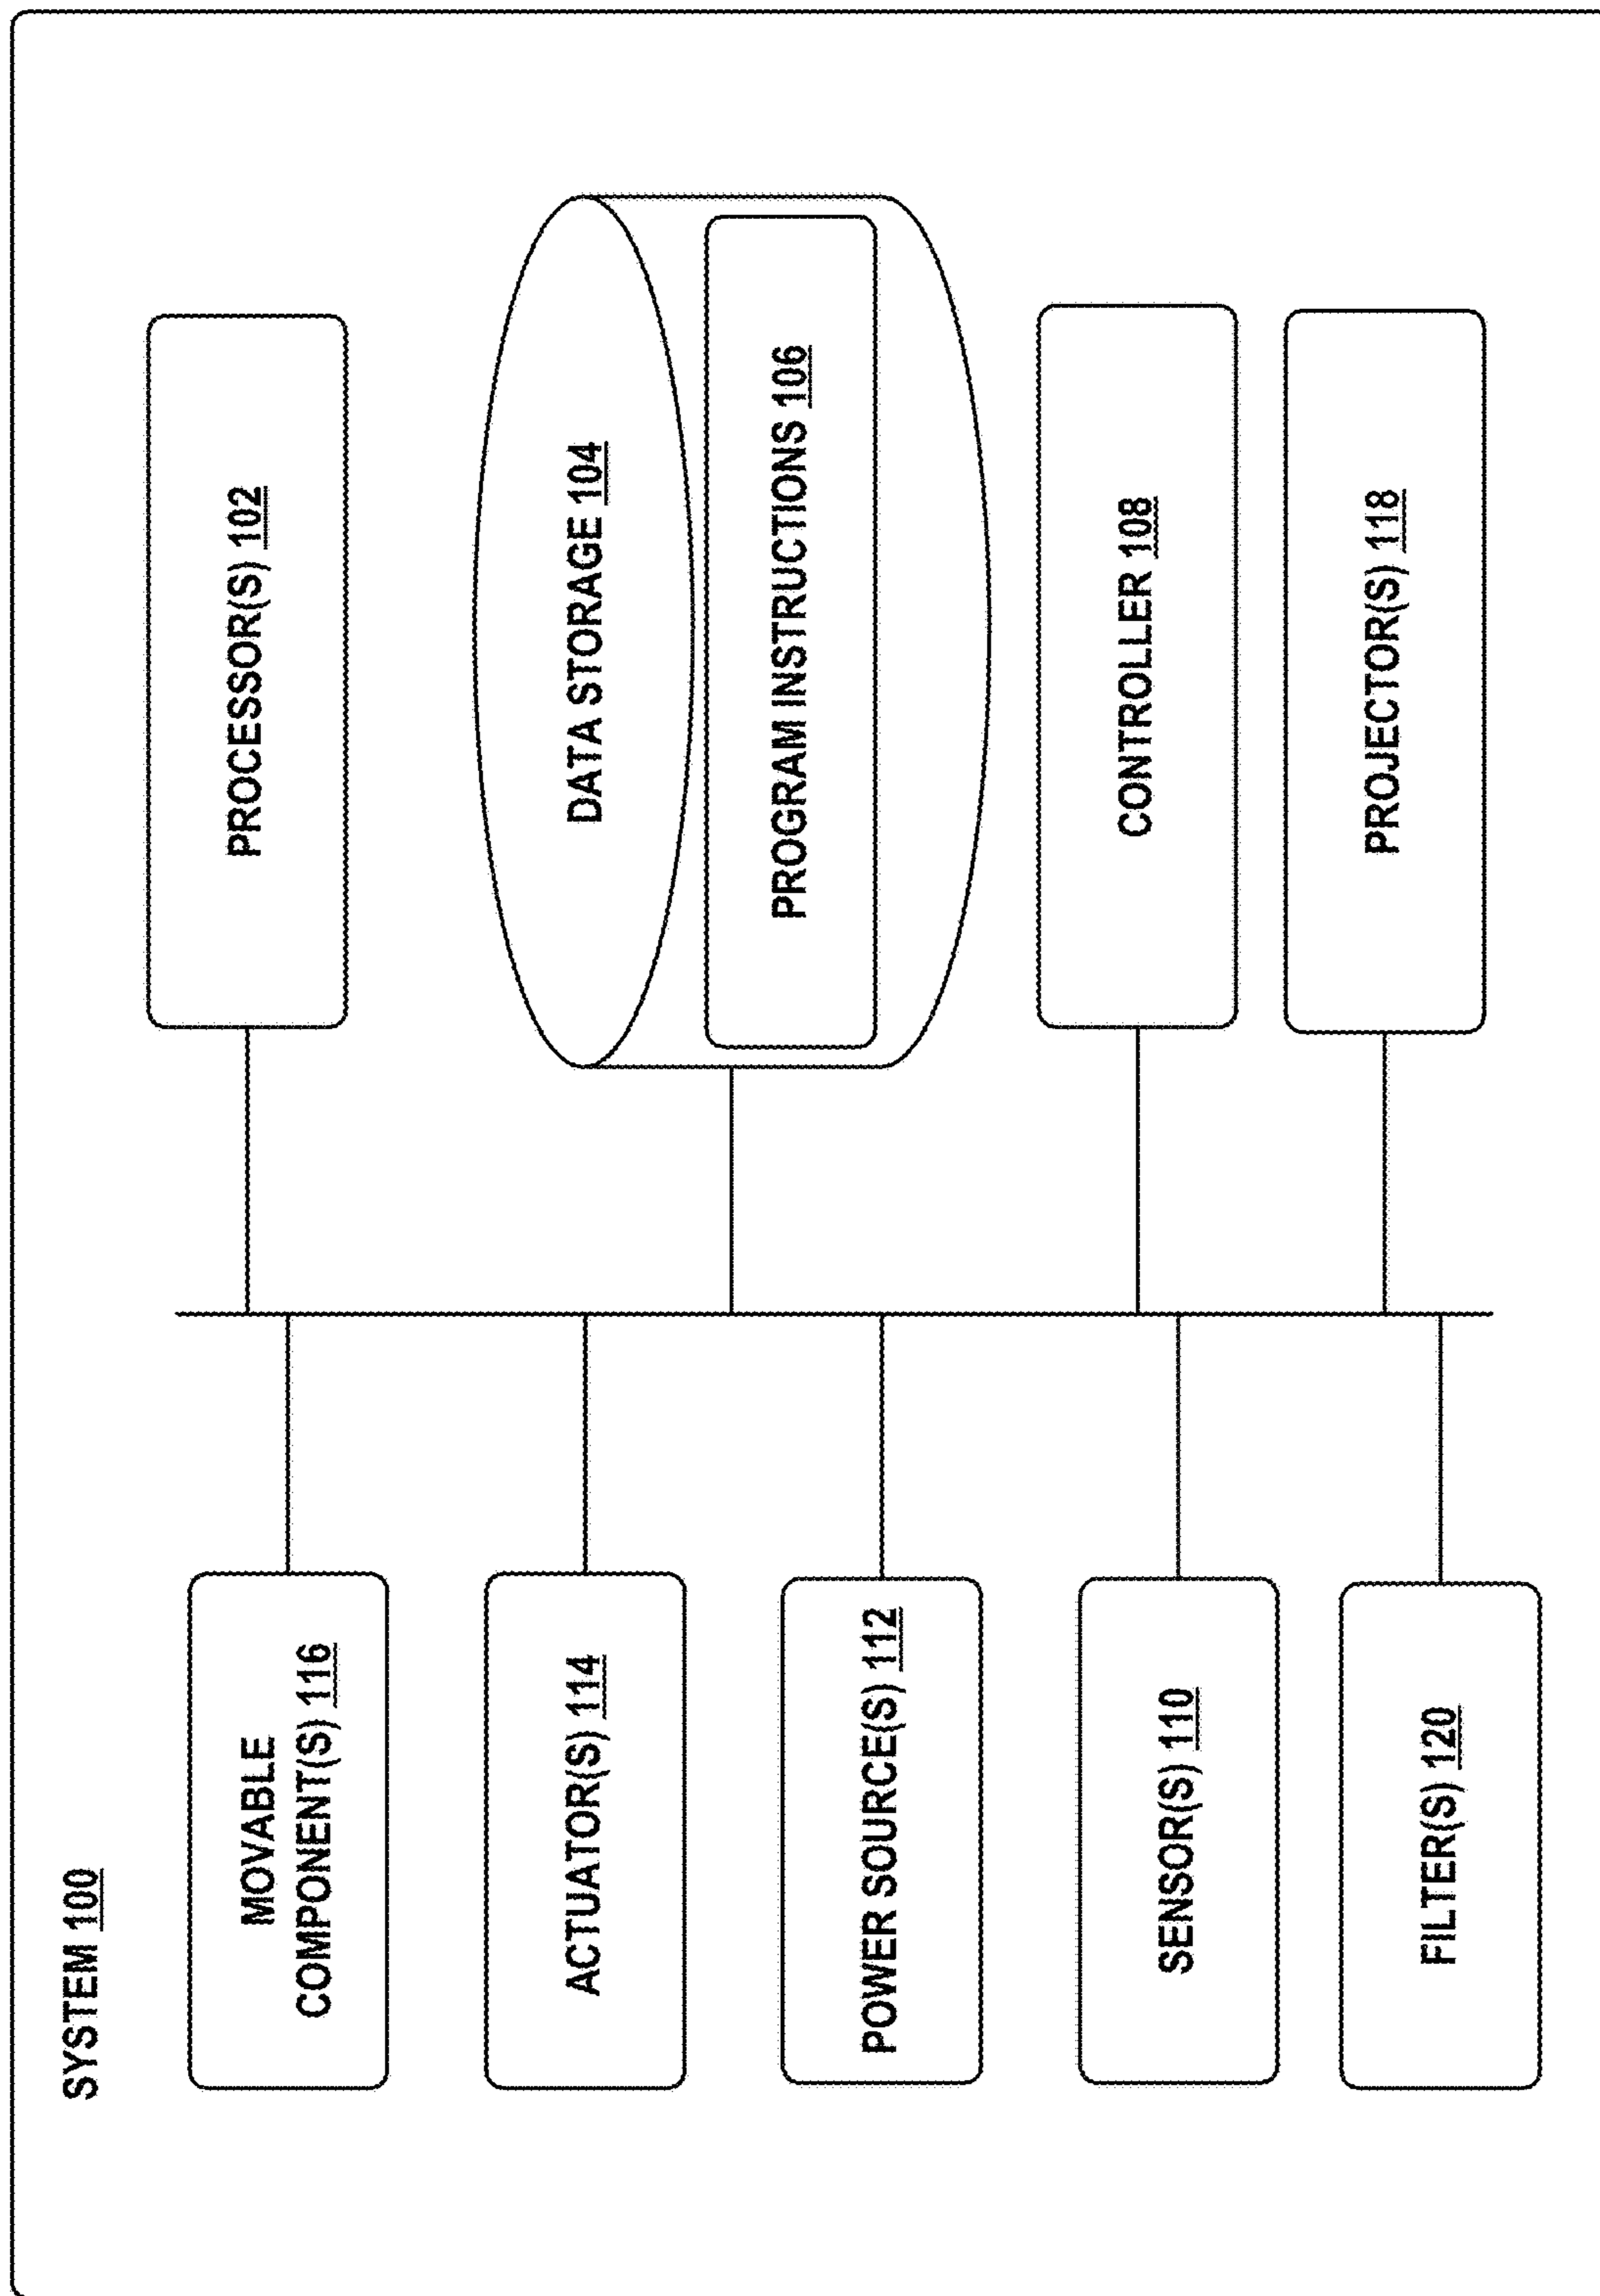 SYSTEM 100
MOVABLE
COMPONENT(S) 116
ACTUATOR(S) 114
POWER SOURCE(S) 112
SENSOR(S) 110
FILTER(S) 120
PROCESSOR(S) 102
DATA STORAGE 104
PROGRAM INSTRUCTIONS 106
CONTROLLER 108
PROJECTOR(S) 118